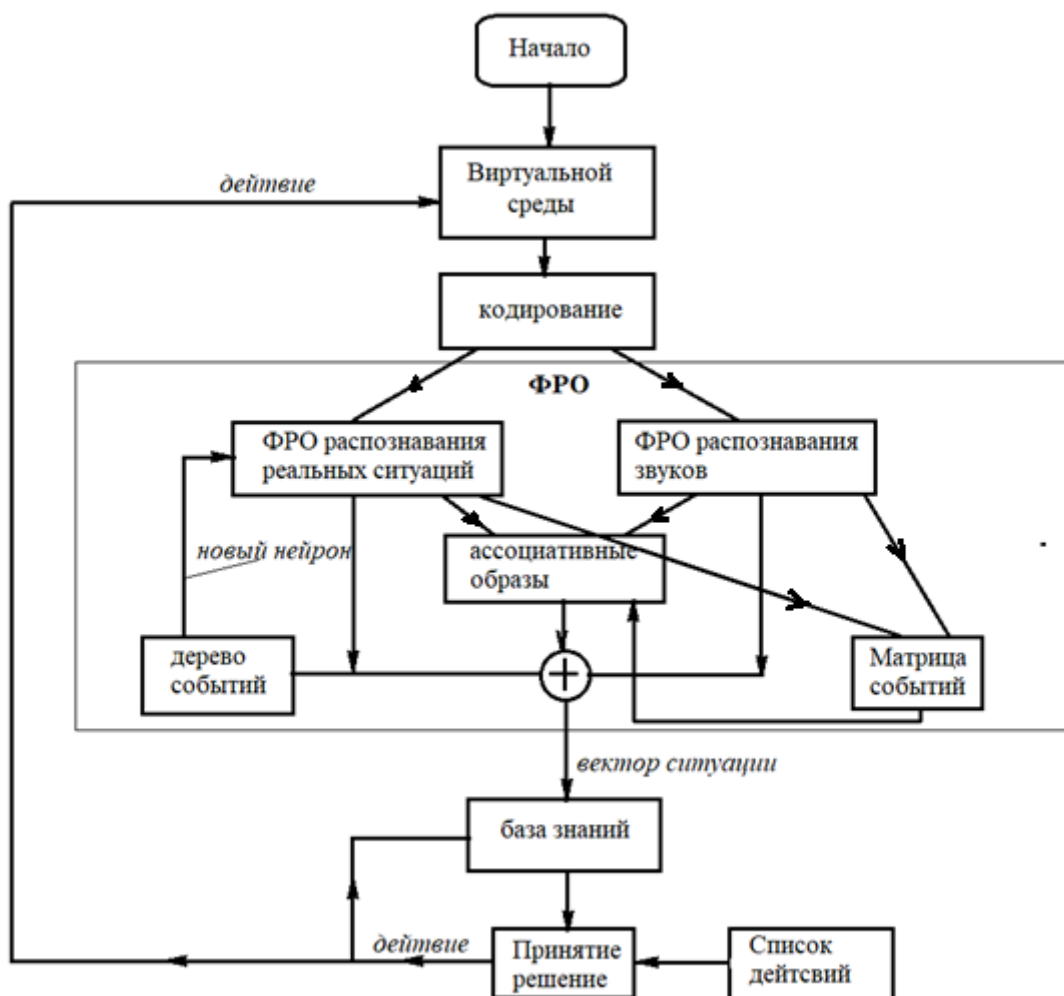 Начало
дейтвие
Виртуальной
среды
кодирование
ФРО
ФРО распознавания
реальных ситуаций
ФРО распознавания
звуков
новый нейрон
ассоциативные
образы
дерево
событий
Матрица
событий
вектор ситуации
база знаний
дейтвие
Принятие
решение
Список
дейтсвий